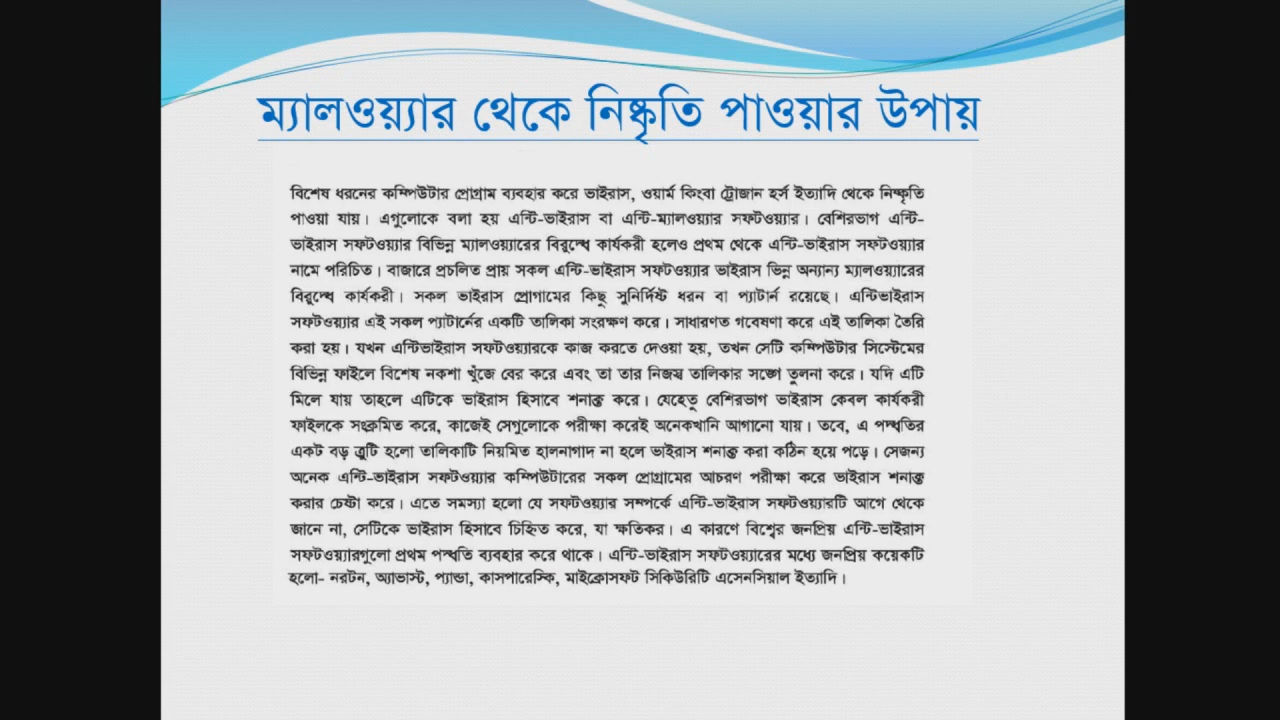 ম্যালওয়্যার থেকে নিষ্কৃতি পাওয়ার উপায়
বিশেষ ধরনের কম্পিউটার প্রোগ্রাম ব্যবহার করে ভাইরাস, ওয়ার্ম কিংবা ট্রোজান হর্স ইত্যাদি থেকে নিষ্কৃতি
পাওয়া যায়। এগুলোকে বলা হয় এন্টি-ভাইরাস বা এন্টি-ম্যালওয়্যার সফটওয়্যার। বেশিরভাগ এন্টি-
ভাইরাস সফটওয়্যার বিভিন্ন ম্যালওয়্যারের বিরুদ্ধে কার্যকরী হলেও প্রথম থেকে এন্টি-ভাইরাস সফটওয়্যার
নামে পরিচিত। বাজারে প্রচলিত প্রায় সকল এন্টি-ভাইরাস সফটওয়্যার ভাইরাস ভিন্ন অন্যান্য ম্যালওয়্যারের
বিরুদ্ধে কার্যকরী। সকল ভাইরাস প্রোগামের কিছু সুনির্দিষ্ট ধরন বা প্যাটার্ন রয়েছে। এন্টিভাইরাস
সফটওয়্যার এই সকল প্যাটার্নের একটি তালিকা সংরক্ষণ করে। সাধারণত গবেষণা করে এই তালিকা তৈরি
করা হয়। যখন এন্টিভাইরাস সফটওয়্যারকে কাজ করতে দেওয়া হয়, তখন সেটি কম্পিউটার সিস্টেমের
বিভিন্ন ফাইলে বিশেষ নকশা খুঁজে বের করে এবং তা তার নিজস্ব তালিকার সঙ্গে তুলনা করে। যদি এটি
মিলে যায় তাহলে এটিকে ভাইরাস হিসাবে শনাক্ত করে। যেহেতু বেশিরভাগ ভাইরাস কেবল কার্যকরী
ফাইলকে সংক্রমিত করে, কাজেই সেগুলোকে পরীক্ষা করেই অনেকখানি আগানো যায়। তবে, এ পদ্ধতির
একট বড় ত্রুটি হলো তালিকাটি নিয়মিত হালনাগাদ না হলে ভাইরাস শনাক্ত করা কঠিন হয়ে পড়ে। সেজন্য
অনেক এন্টি-ভাইরাস সফটওয়্যার কম্পিউটারের সকল প্রোগ্রামের আচরণ পরীক্ষা করে ভাইরাস শনাক্ত
করার চেষ্টা করে। এতে সমস্যা হলো যে সফটওয়্যার সম্পর্কে এন্টি-ভাইরাস সফটওয়্যারটি আগে থেকে
জানে না, সেটিকে ভাইরাস হিসাবে চিহ্নিত করে, যা ক্ষতিকর। এ কারণে বিশ্বের জনপ্রিয় এন্টি-ভাইরাস
সফটওয়্যারগুলো প্রথম পদ্ধতি ব্যবহার করে থাকে। এন্টি-ভাইরাস সফটওয়্যারের মধ্যে জনপ্রিয় কয়েকটি
হলো- নরটন, অ্যাভাস্ট, প্যান্ডা, কাসপারেস্কি, মাইক্রোসফট সিকিউরিটি এসেনসিয়াল ইত্যাদি।